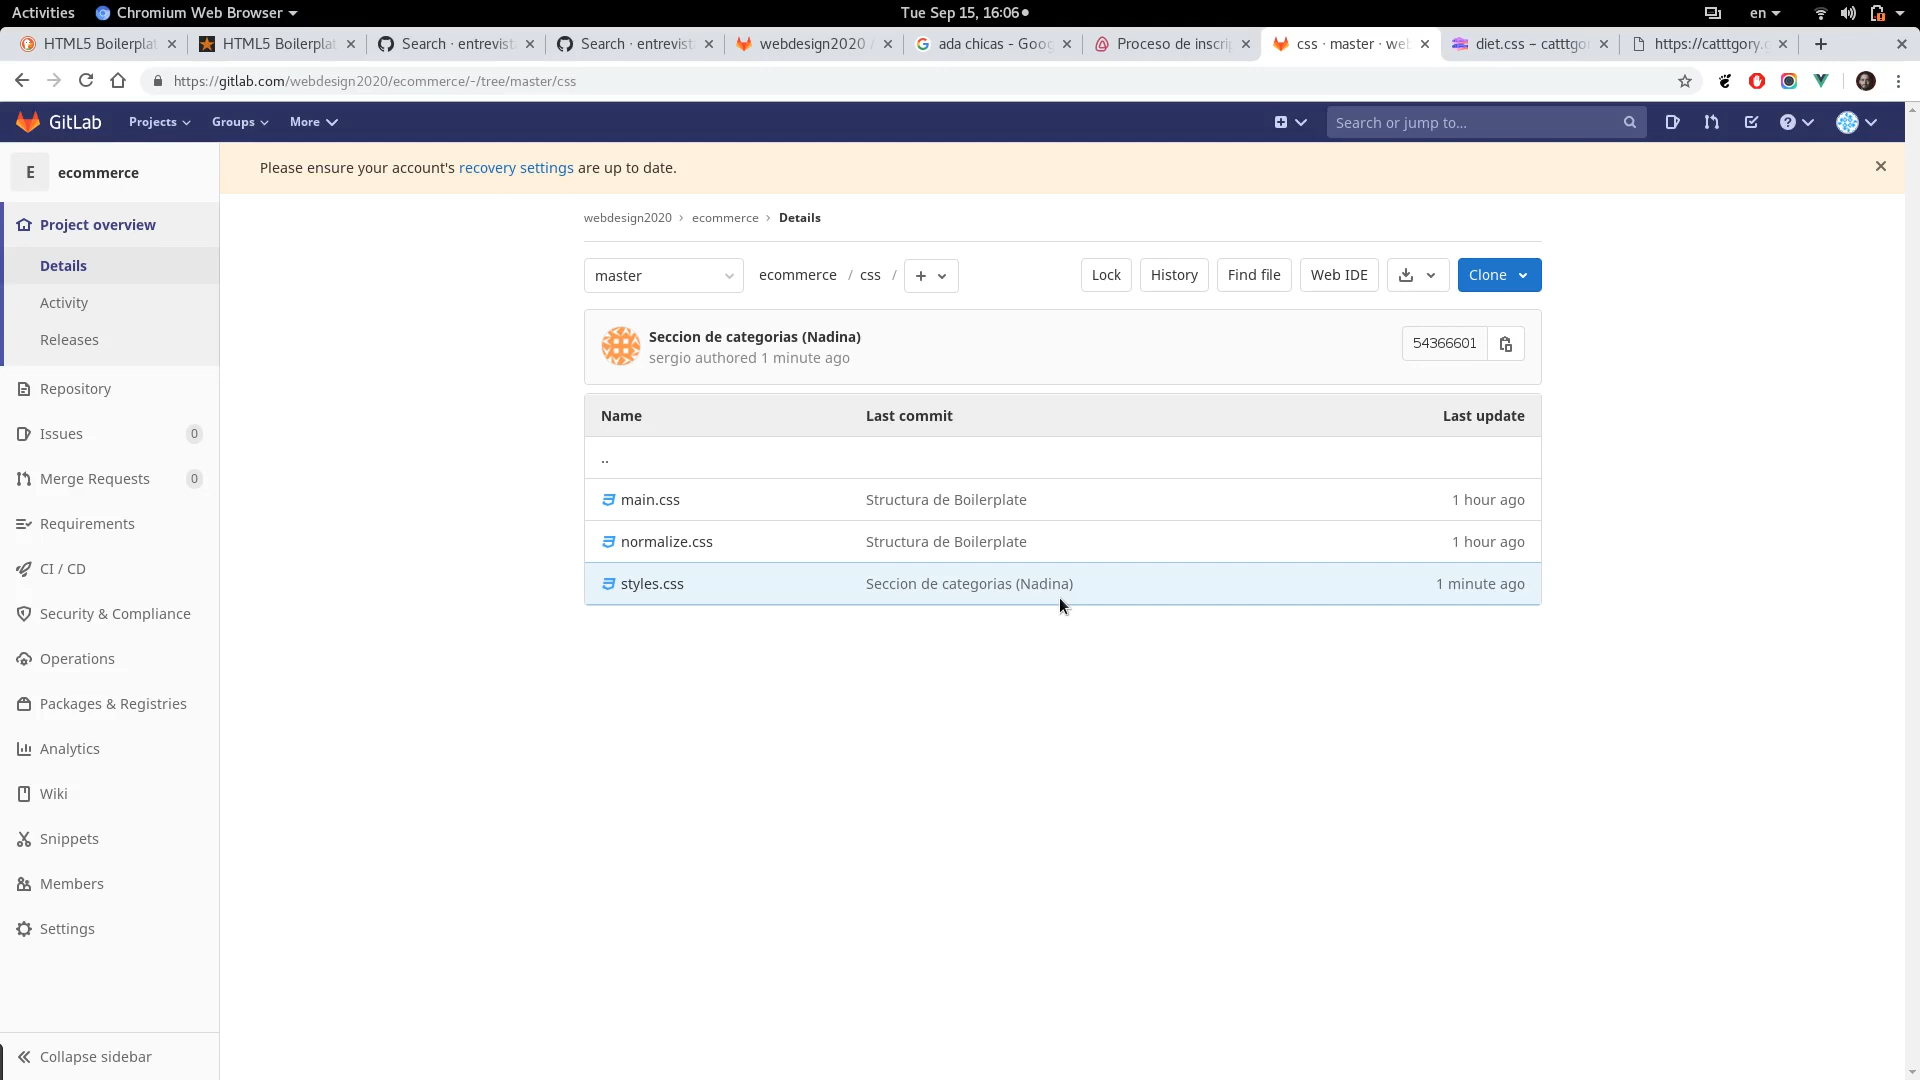 Activities Chromium Web Browser Tue Sep 15, 16:06 en
HTML5 Boilerplat HTML5 Boilerplat Search · entrevist Search · entrevist webdesign2020 / ada chicas - Goog Proceso de inscri css · master · web diet.css – catttgo https://catttgory.g
https://gitlab.com/webdesign2020/ecommerce/-/tree/master/css
GitLab Projects Groups More Search or jump to...
E ecommerce
Project overview
Details
Activity
Releases
Repository
Issues 0
Merge Requests 0
Requirements
CI / CD
Security & Compliance
Operations
Packages & Registries
Analytics
Wiki
Snippets
Members
Settings
Collapse sidebar
Please ensure your account's recovery settings are up to date.
webdesign2020 › ecommerce › Details
master ecommerce / css / + Lock History Find file Web IDE Clone
Seccion de categorias (Nadina)
sergio authored 1 minute ago
54366601
Name Last commit Last update
..
main.css Structura de Boilerplate 1 hour ago
normalize.css Structura de Boilerplate 1 hour ago
styles.css Seccion de categorias (Nadina) 1 minute ago